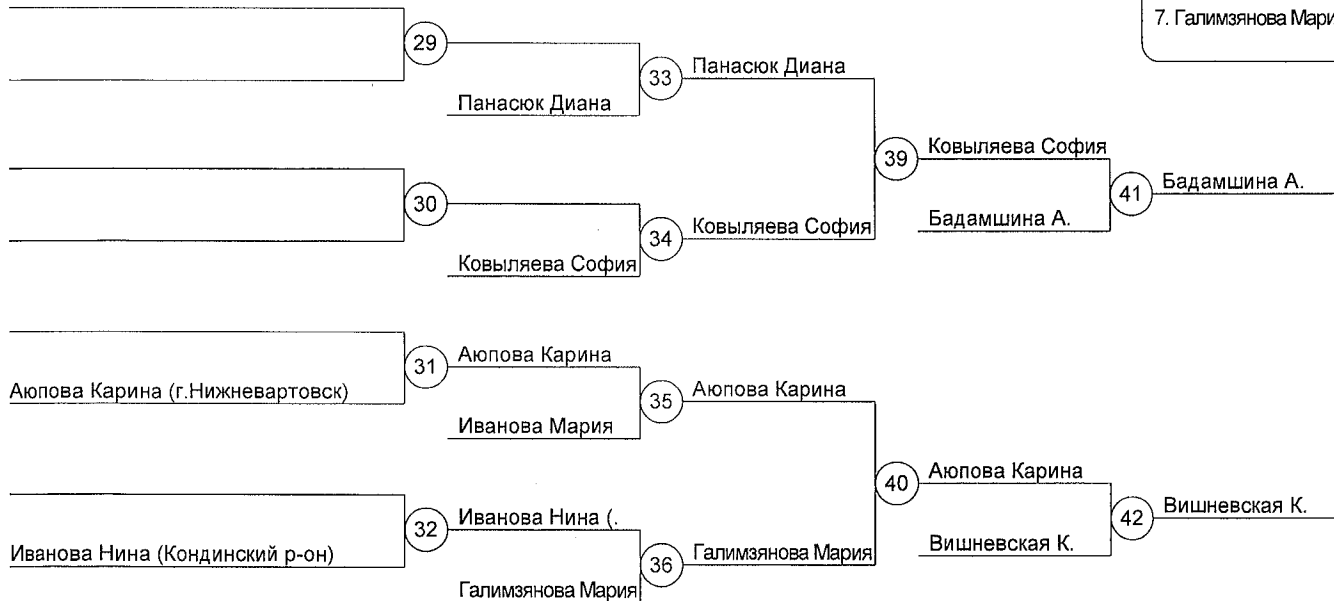 7. Галимзянова Мари
29
33
Панасюк Диана
Панасюк Диана
39
Ковыляева София
41
Бадамшина А.
30
34
Ковыляева София
Бадамшина А.
Ковыляева София
31
Аюпова Карина
Аюпова Карина (г.Нижневартовск)
35
Аюпова Карина
Иванова Мария
40
Аюпова Карина
42
Вишневская К.
32
Иванова Нина (.
Иванова Нина (Кондинский р-он)
36
Галимзянова Мария
Вишневская К.
Галимзянова Мария